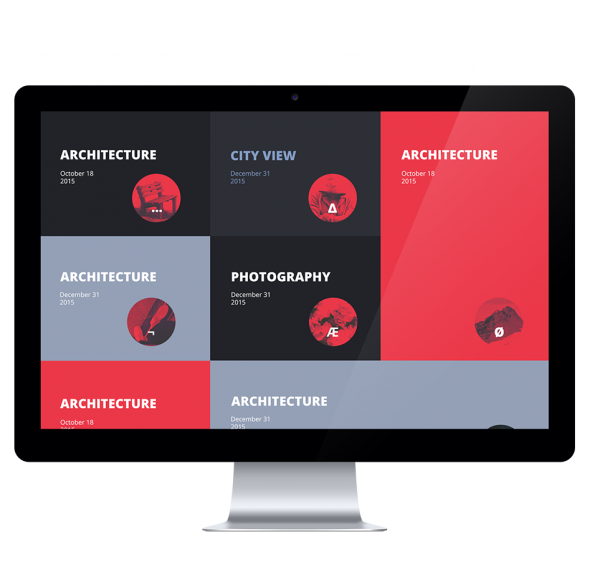 ARCHITECTURE
October 18
2015
...
CITY VIEW
December 31
2015
Δ
ARCHITECTURE
October 18
2015
Ø
ARCHITECTURE
December 31
2015
¬
PHOTOGRAPHY
December 31
2015
Æ
ARCHITECTURE
October 18
2015
ARCHITECTURE
December 31
2015